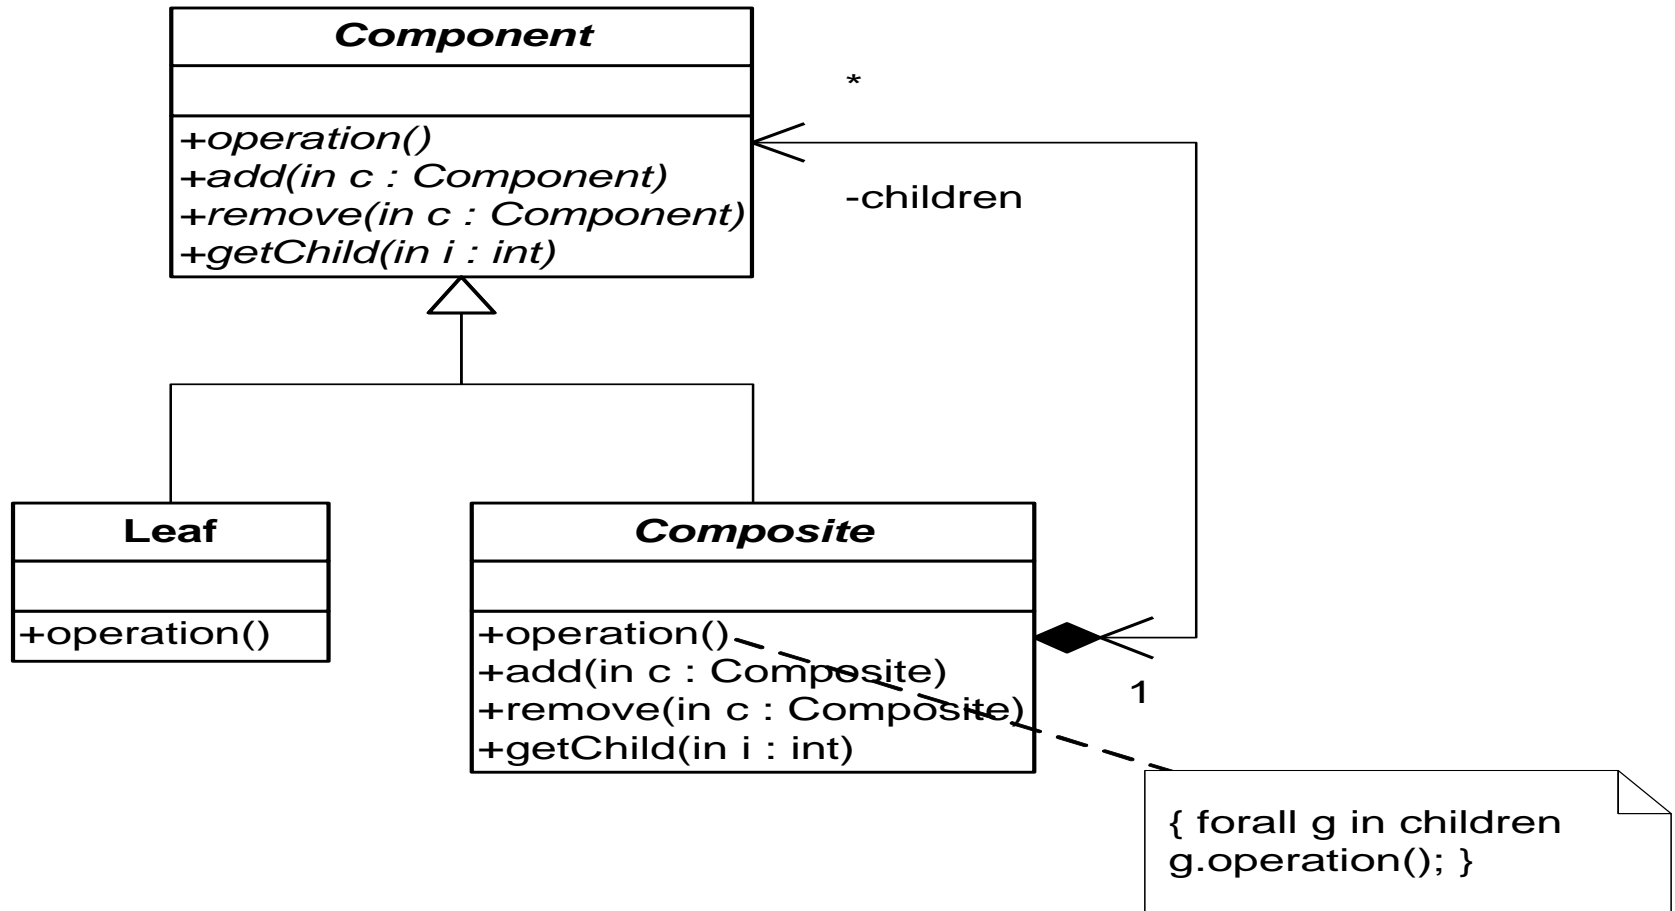 Component
+operation()
+add(in c : Component)
+remove(in c : Component)
+getChild(in i : int)
*
-children
Leaf
+operation()
Composite
+operation()
+add(in c : Composite)
+remove(in c : Composite)
+getChild(in i : int)
1
{ forall g in children
g.operation(); }